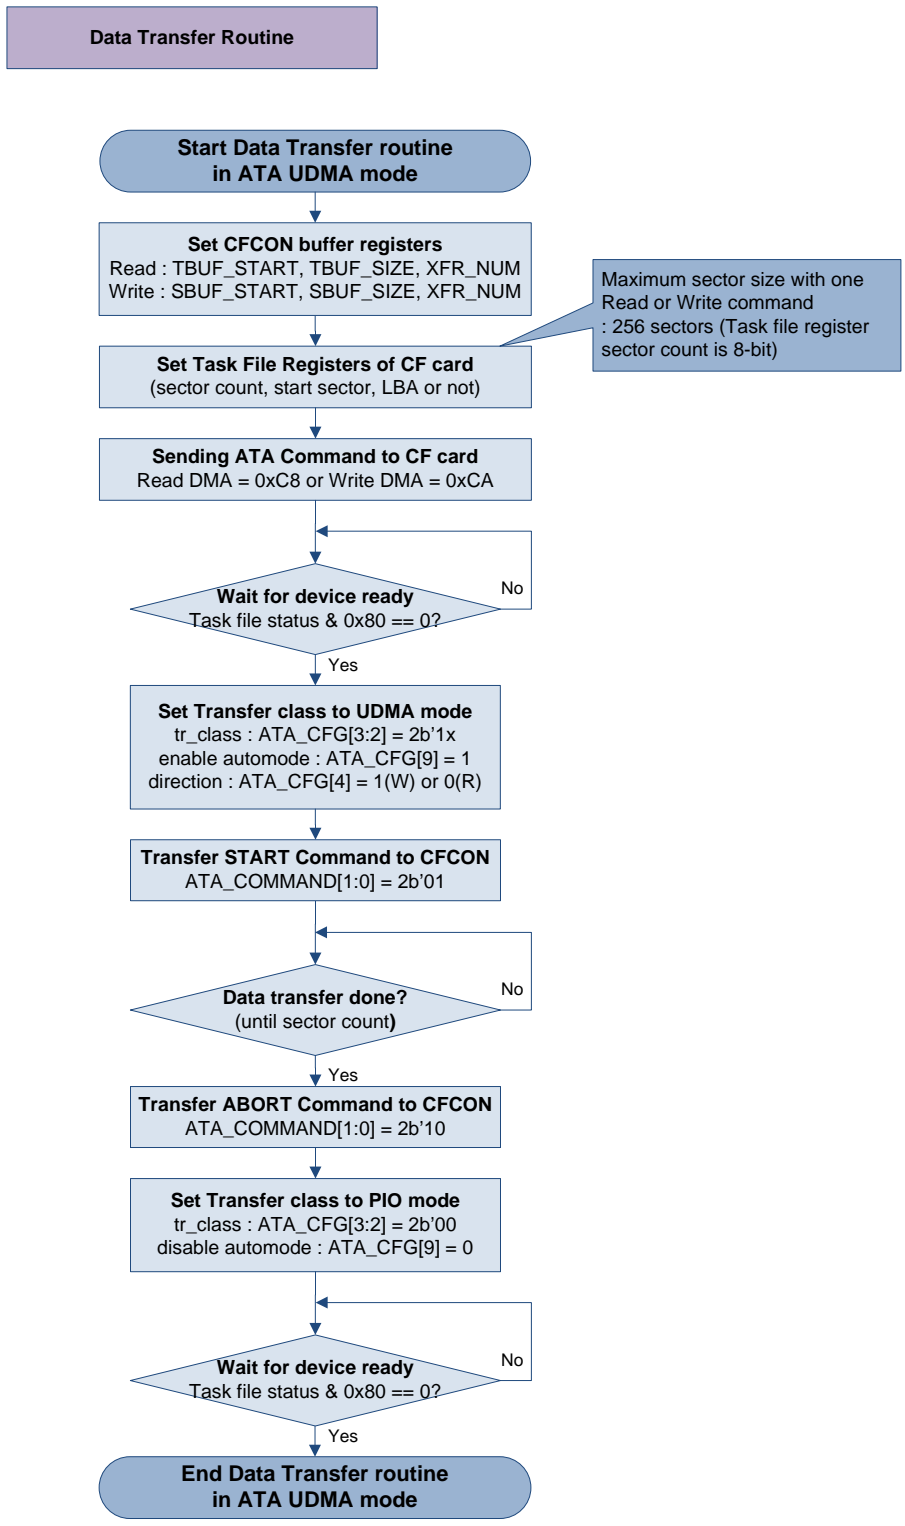 Data Transfer Routine
Start Data Transfer routine
in ATA UDMA mode
Set CFCON buffer registers
Read : TBUF_START, TBUF_SIZE, XFR_NUM
Write : SBUF_START, SBUF_SIZE, XFR_NUM
Maximum sector size with one
Read or Write command
: 256 sectors (Task file register
sector count is 8-bit)
Set Task File Registers of CF card
(sector count, start sector, LBA or not)
Sending ATA Command to CF card
Read DMA = 0xC8 or Write DMA = 0xCA
Wait for device ready
Task file status & 0x80 == 0?
No
Yes
Set Transfer class to UDMA mode
tr_class : ATA_CFG[3:2] = 2b’1x
enable automode : ATA_CFG[9] = 1
direction : ATA_CFG[4] = 1(W) or 0(R)
Transfer START Command to CFCON
ATA_COMMAND[1:0] = 2b’01
Data transfer done?
(until sector count)
No
Yes
Transfer ABORT Command to CFCON
ATA_COMMAND[1:0] = 2b’10
Set Transfer class to PIO mode
tr_class : ATA_CFG[3:2] = 2b’00
disable automode : ATA_CFG[9] = 0
Wait for device ready
Task file status & 0x80 == 0?
No
Yes
End Data Transfer routine
in ATA UDMA mode